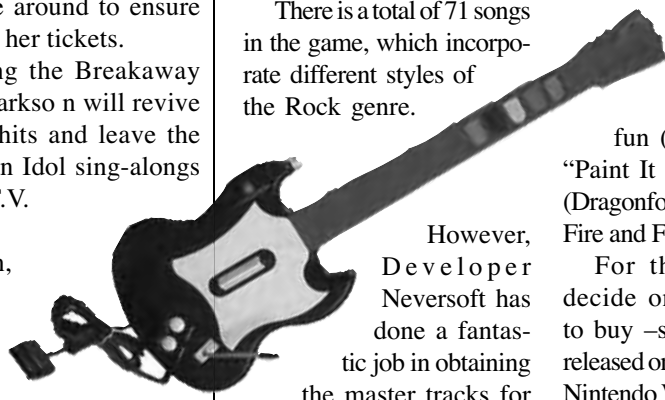 e around to ensure
her tickets.
ng the Breakaway
arkso n will revive
hits and leave the
n Idol sing-alongs
.V.
n,
There is a total of 71 songs
in the game, which incorpo-
rate different styles of
the Rock genre.
However,
Developer
Neversoft has
done a fantas-
tic job in obtaining
the master tracks for
fun (
“Paint It
(Dragonfo
Fire and F
For th
decide or
to buy –s
released on
Nintendo